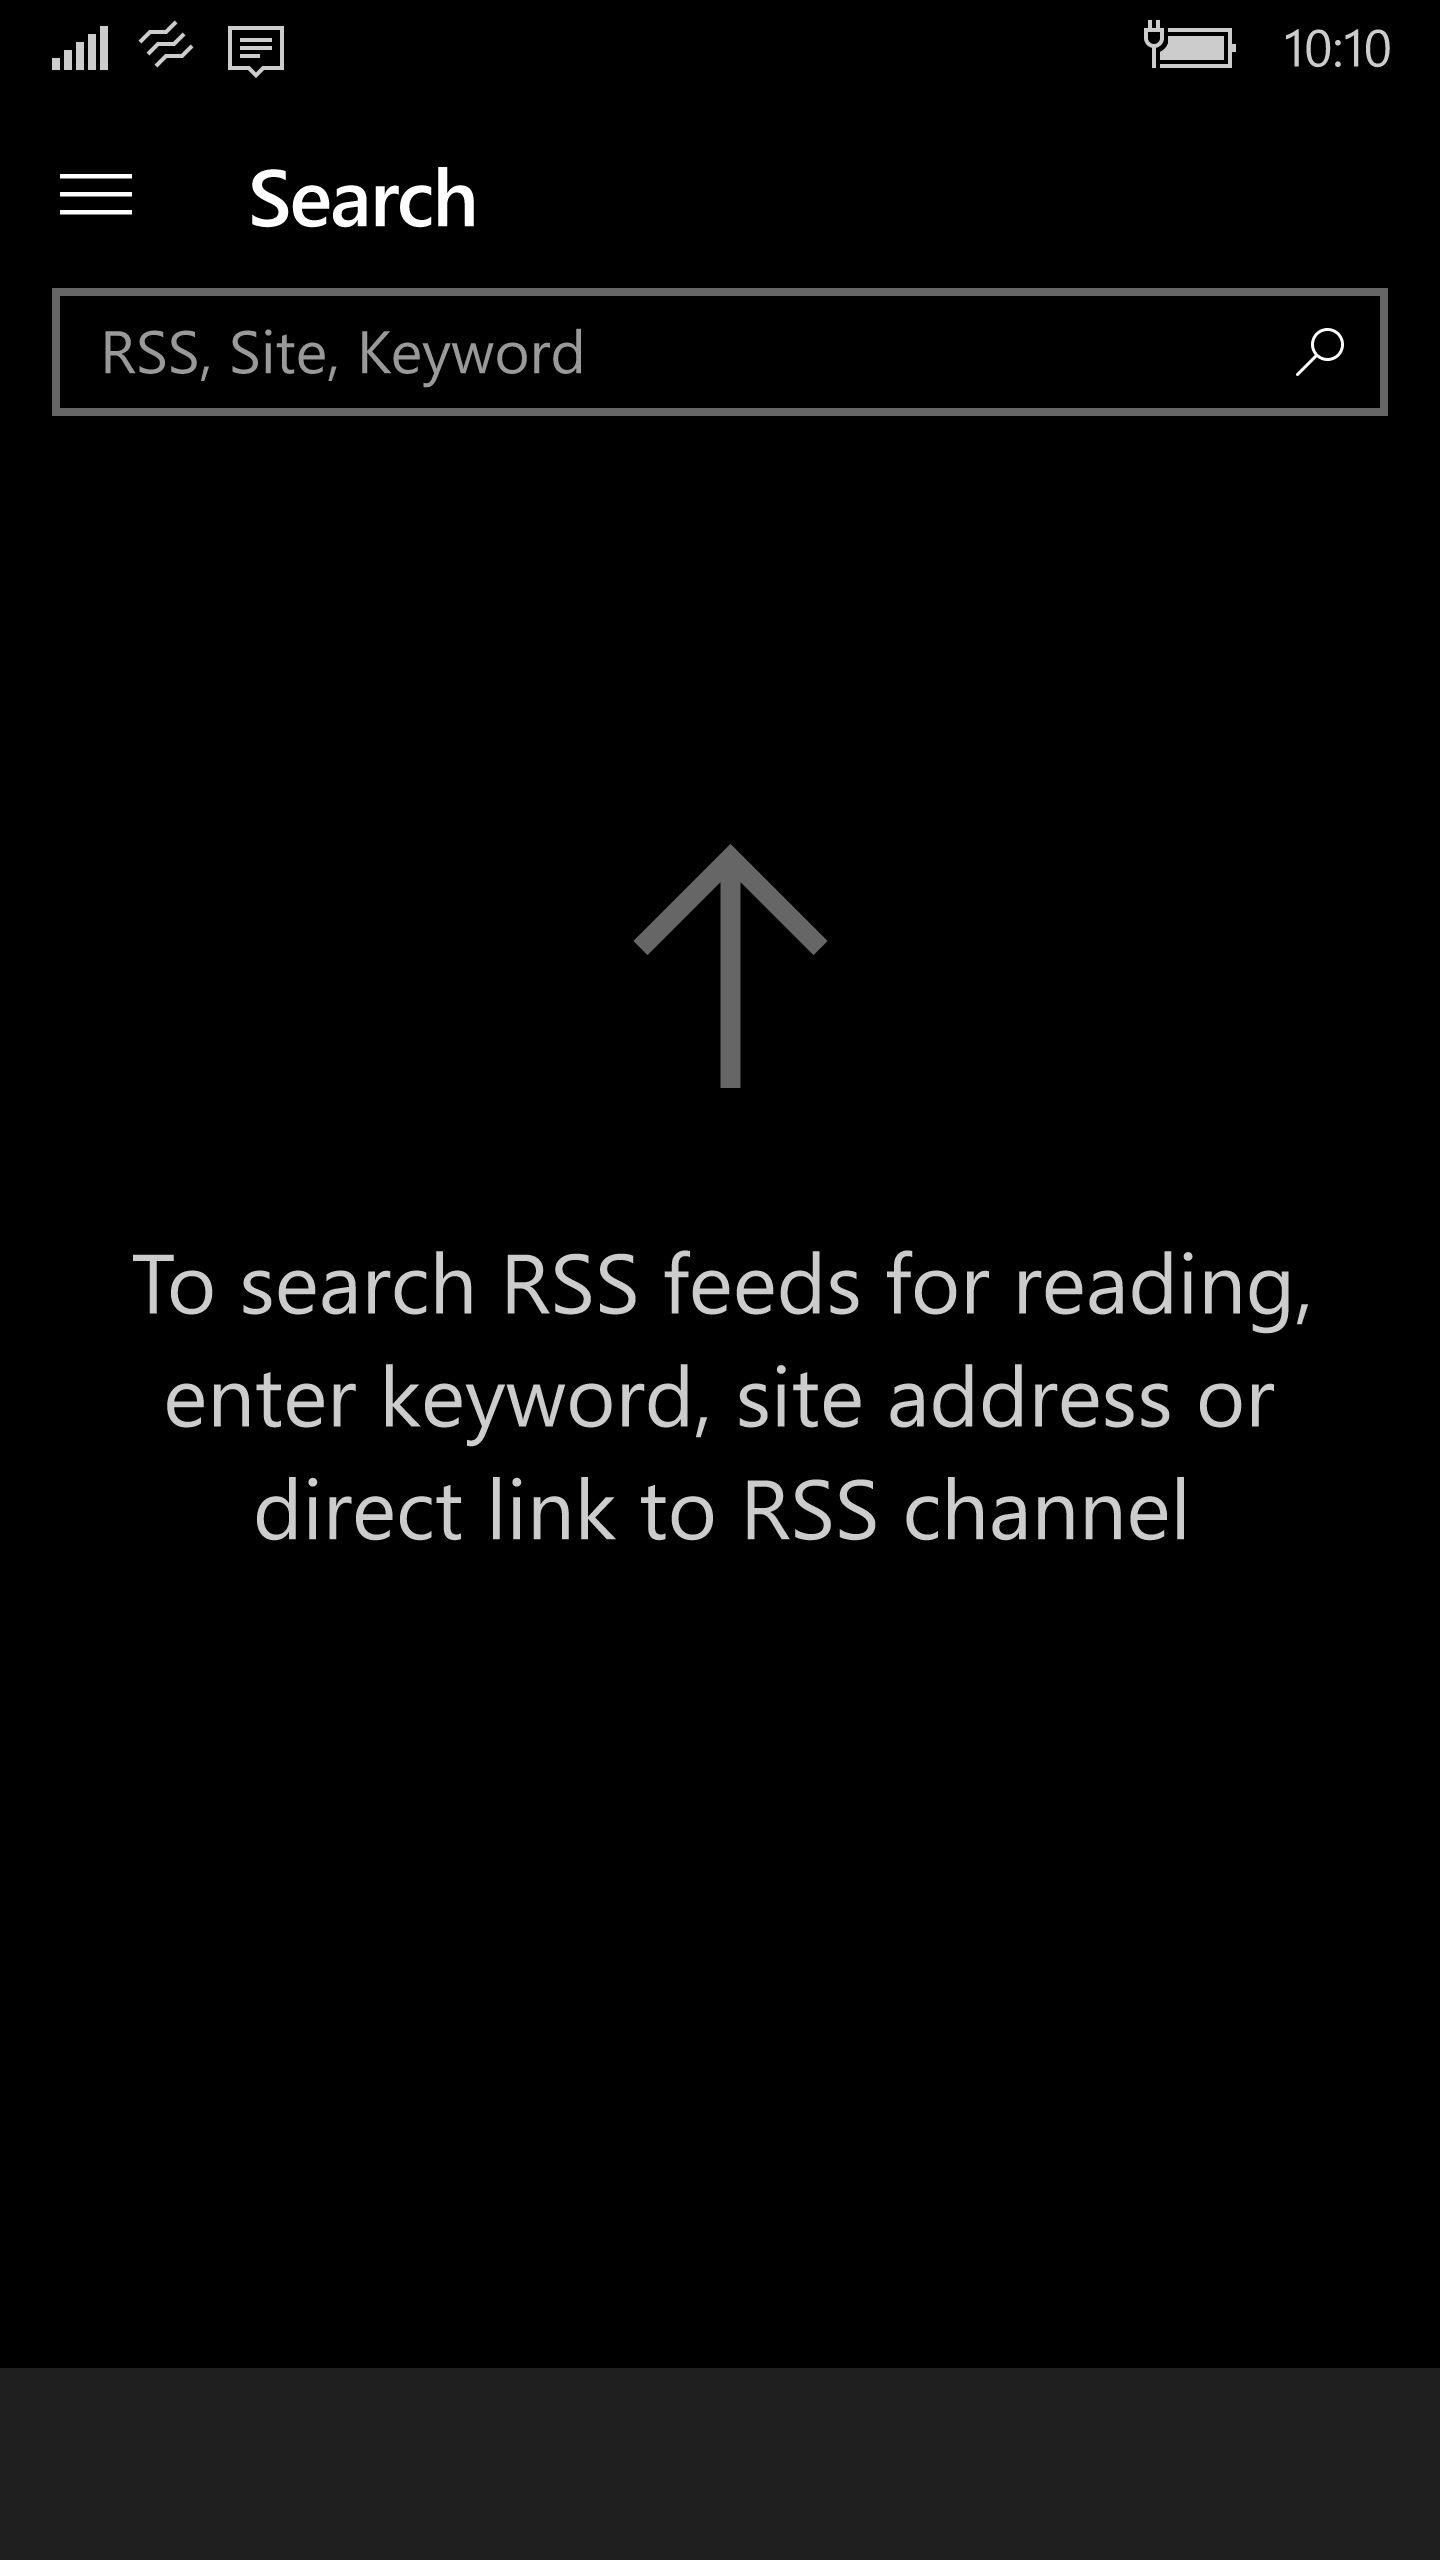 10:10
Search
RSS, Site, Keyword
To search RSS feeds for reading,
enter keyword, site address or
direct link to RSS channel